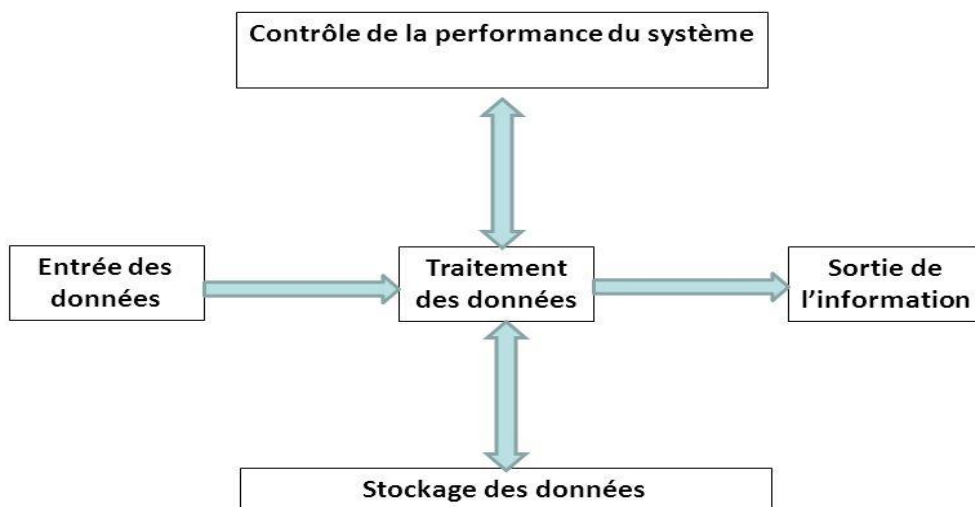 Contrôle de la performance du système
Entrée des
données
Traitement
des données
Sortie de
l’information
Stockage des données